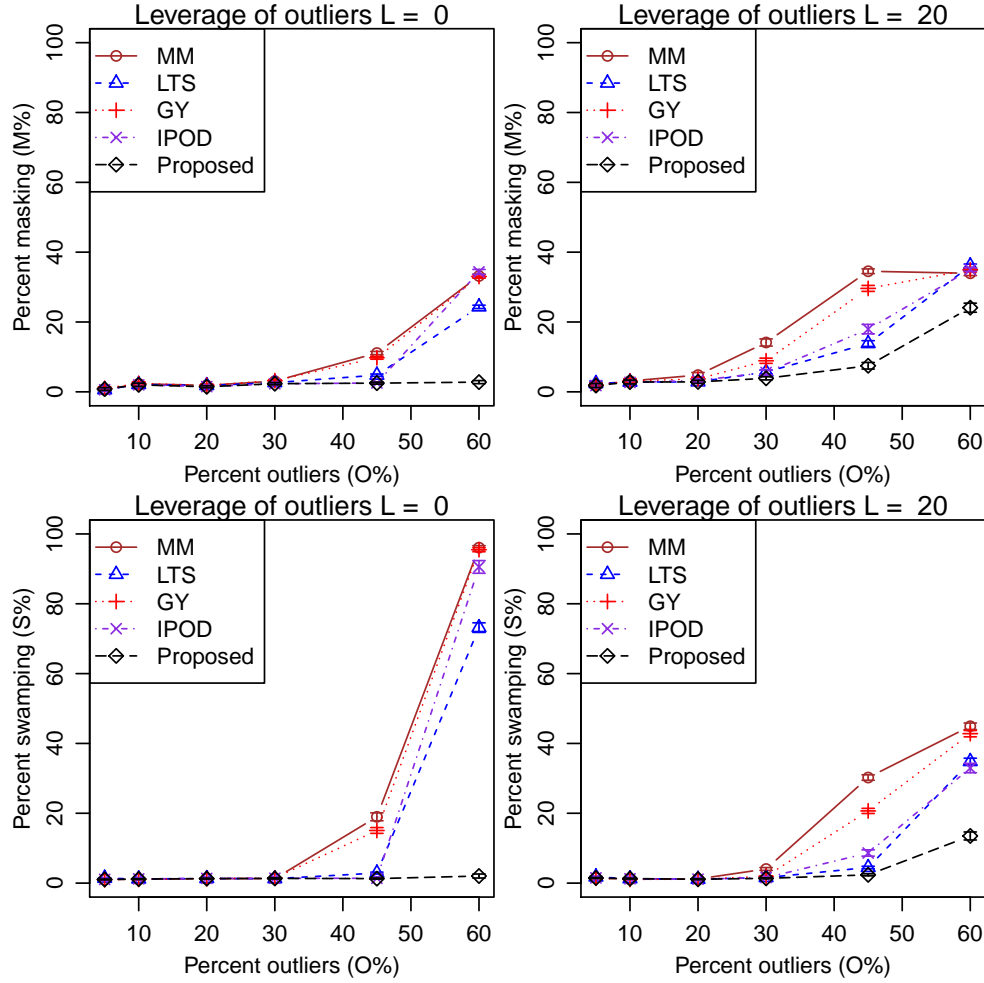 Leverage of outliers L = 0
Percent masking (M%)
100
80
60
40
20
0
MM
LTS
GY
IPOD
Proposed
10 20 30 40 50 60
Percent outliers (O%)
Leverage of outliers L = 20
Percent masking (M%)
100
80
60
40
20
0
MM
LTS
GY
IPOD
Proposed
10 20 30 40 50 60
Percent outliers (O%)
Leverage of outliers L = 0
Percent swamping (S%)
100
80
60
40
20
0
MM
LTS
GY
IPOD
Proposed
10 20 30 40 50 60
Percent outliers (O%)
Leverage of outliers L = 20
Percent swamping (S%)
100
80
60
40
20
0
MM
LTS
GY
IPOD
Proposed
10 20 30 40 50 60
Percent outliers (O%)